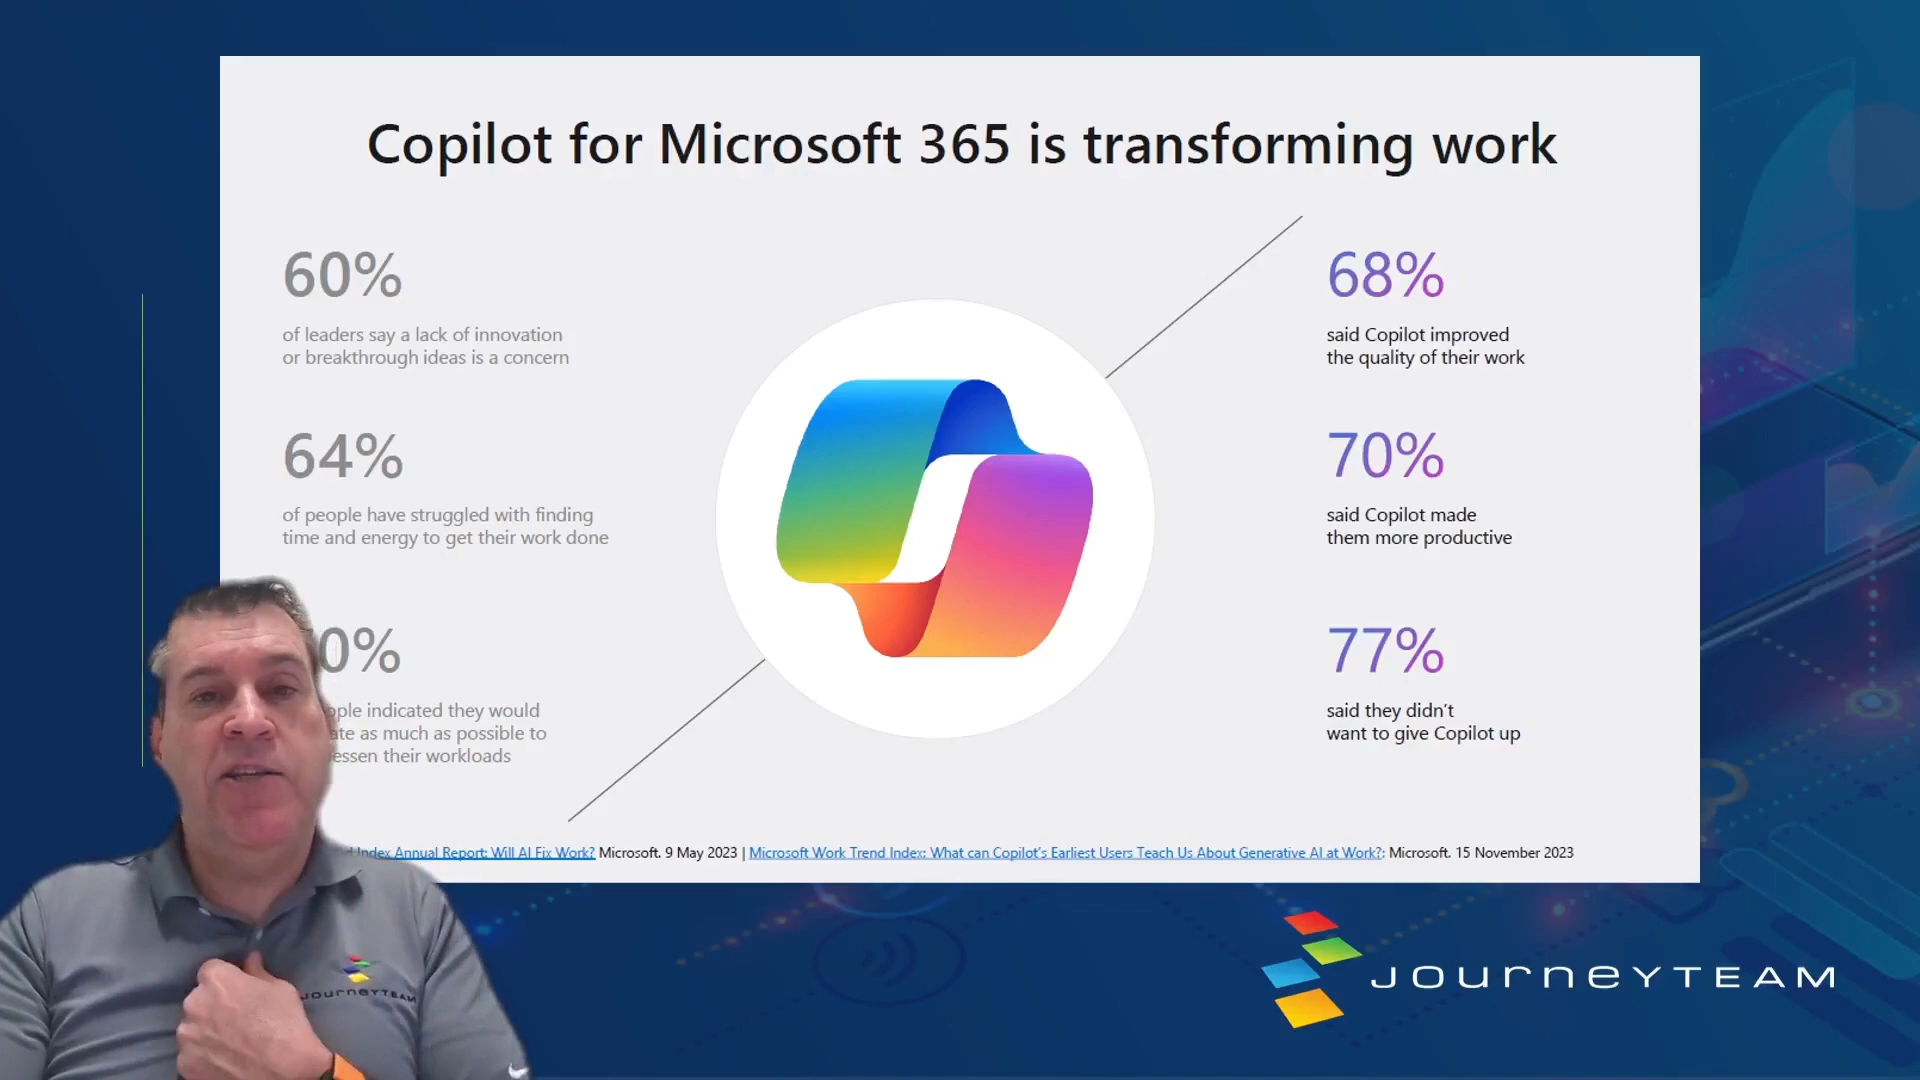 Copilot for Microsoft 365 is transforming work
60%
of leaders say a lack of innovation
or breakthrough ideas is a concern
64%
of people have struggled with finding
time and energy to get their work done
0%
indicated they would
as much as possible to
their workloads
68%
said Copilot improved
the quality of their work
70%
said Copilot made
them more productive
77%
said they didn't
want to give Copilot up
Index Annual Report: Will AI Fix Work? Microsoft. 9 May 2023 | Microsoft Work Trend Index: What can Copilot's Earliest Users Teach Us About Generative AI at Work?: Microsoft. 15 November 2023
JOURNEYTEAM
JOURNEYTEAM